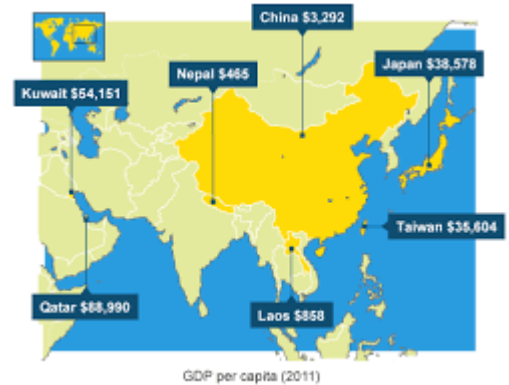 China $3,292
Japan $38,578
Nepal $465
Kuwait $54,151
Taiwan $35,604
Qatar $88,990
Laos $858
GDP per capita (2011)